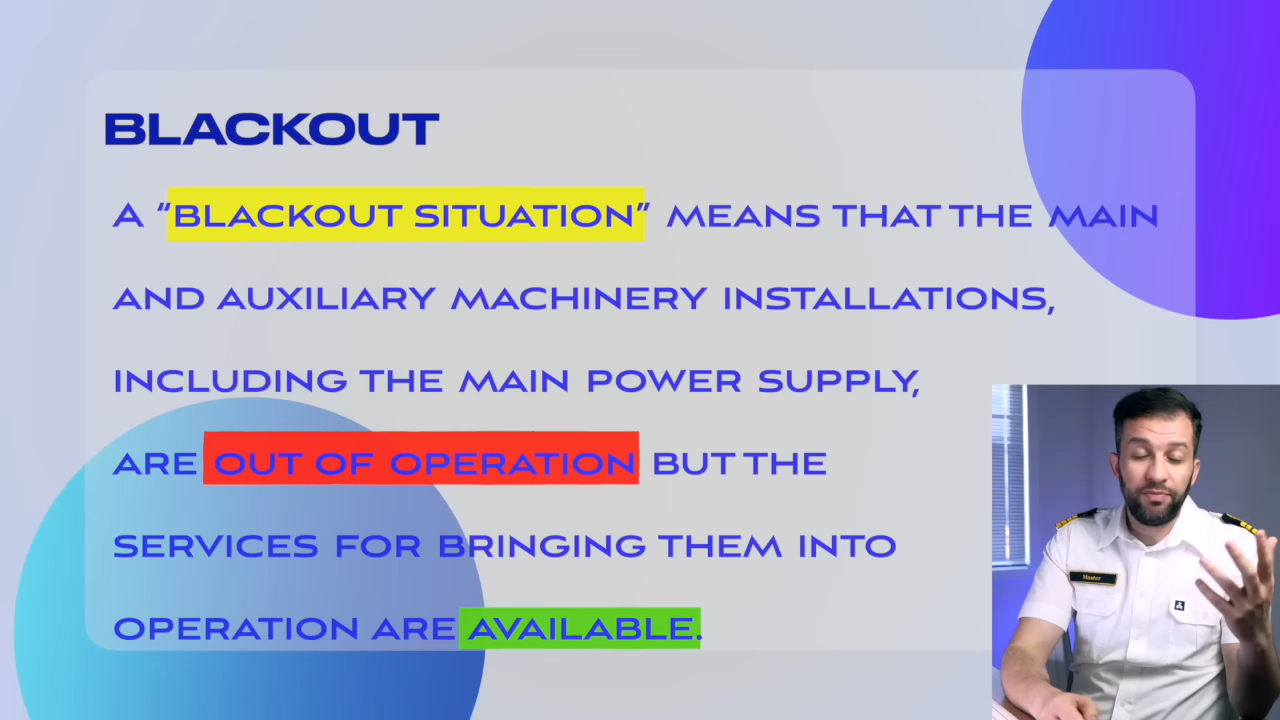 BLACKOUT
A “BLACKOUT SITUATION” MEANS THAT THE MAIN
AND AUXILIARY MACHINERY INSTALLATIONS,
INCLUDING THE MAIN POWER SUPPLY,
ARE OUT OF OPERATION BUT THE
SERVICES FOR BRINGING THEM INTO
OPERATION ARE AVAILABLE.
Master